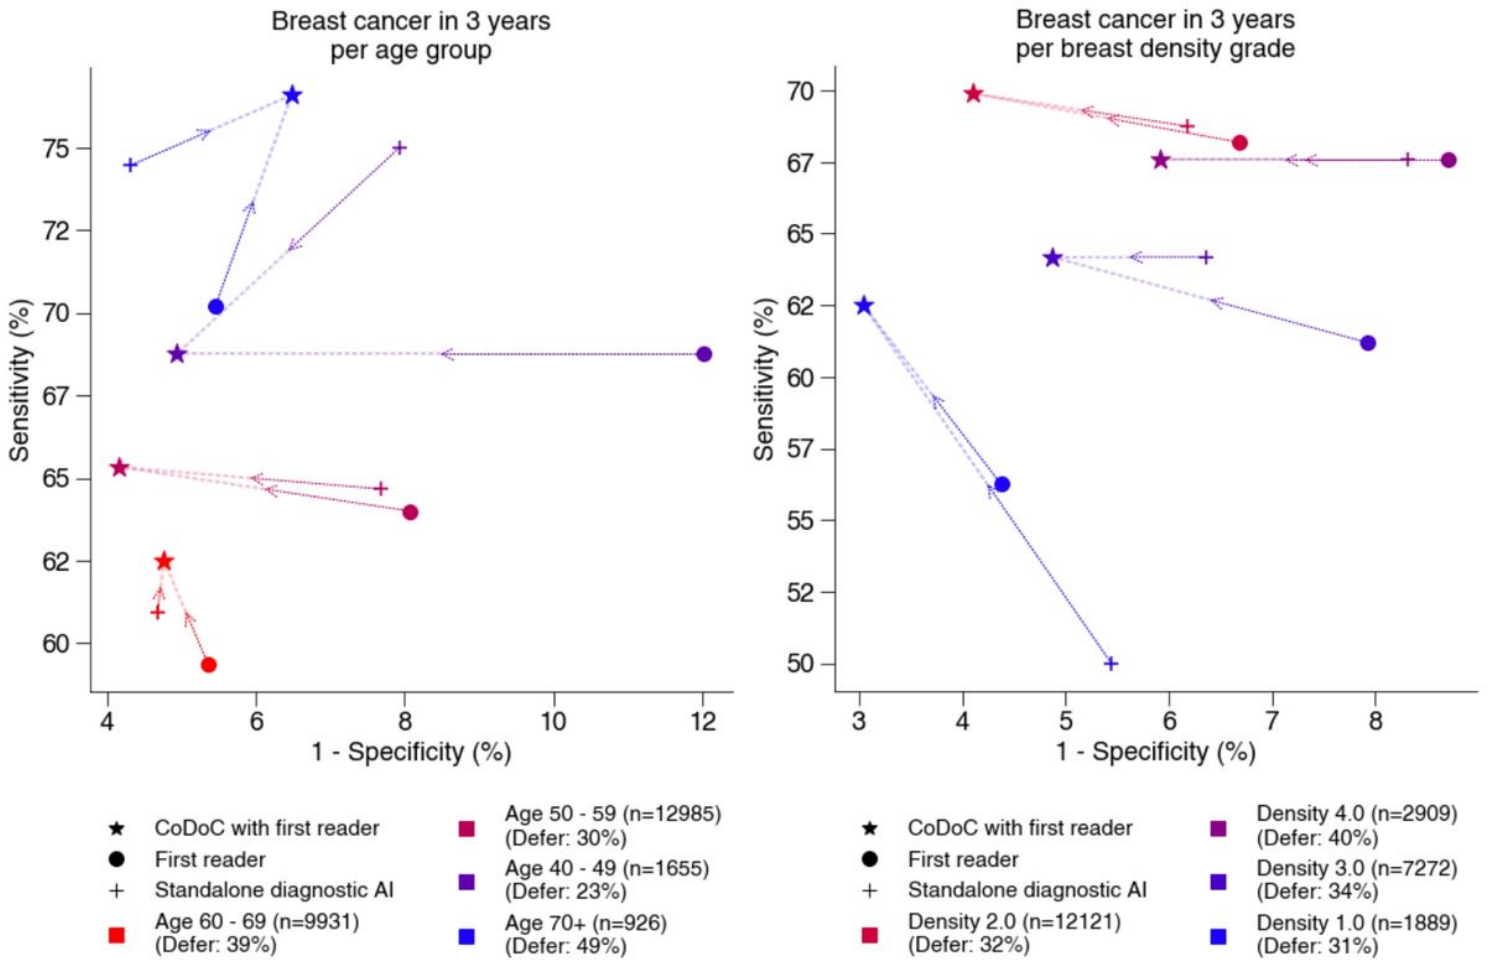 Breast cancer in 3 years
per age group
Sensitivity (%)
75
72
70
67
65
62
60
4
6
8
10
12
1 - Specificity (%)
CoDoC with first reader
First reader
Standalone diagnostic AI
Age 60 - 69 (n=9931)
(Defer: 39%)
Age 50 - 59 (n=12985)
(Defer: 30%)
Age 40 - 49 (n=1655)
(Defer: 23%)
Age 70+ (n=926)
(Defer: 49%)
Breast cancer in 3 years
per breast density grade
Sensitivity (%)
70
67
65
62
60
57
55
52
50
3
4
5
6
7
8
1 - Specificity (%)
CoDoC with first reader
First reader
Standalone diagnostic AI
Density 2.0 (n=12121)
(Defer: 32%)
Density 4.0 (n=2909)
(Defer: 40%)
Density 3.0 (n=7272)
(Defer: 34%)
Density 1.0 (n=1889)
(Defer: 31%)